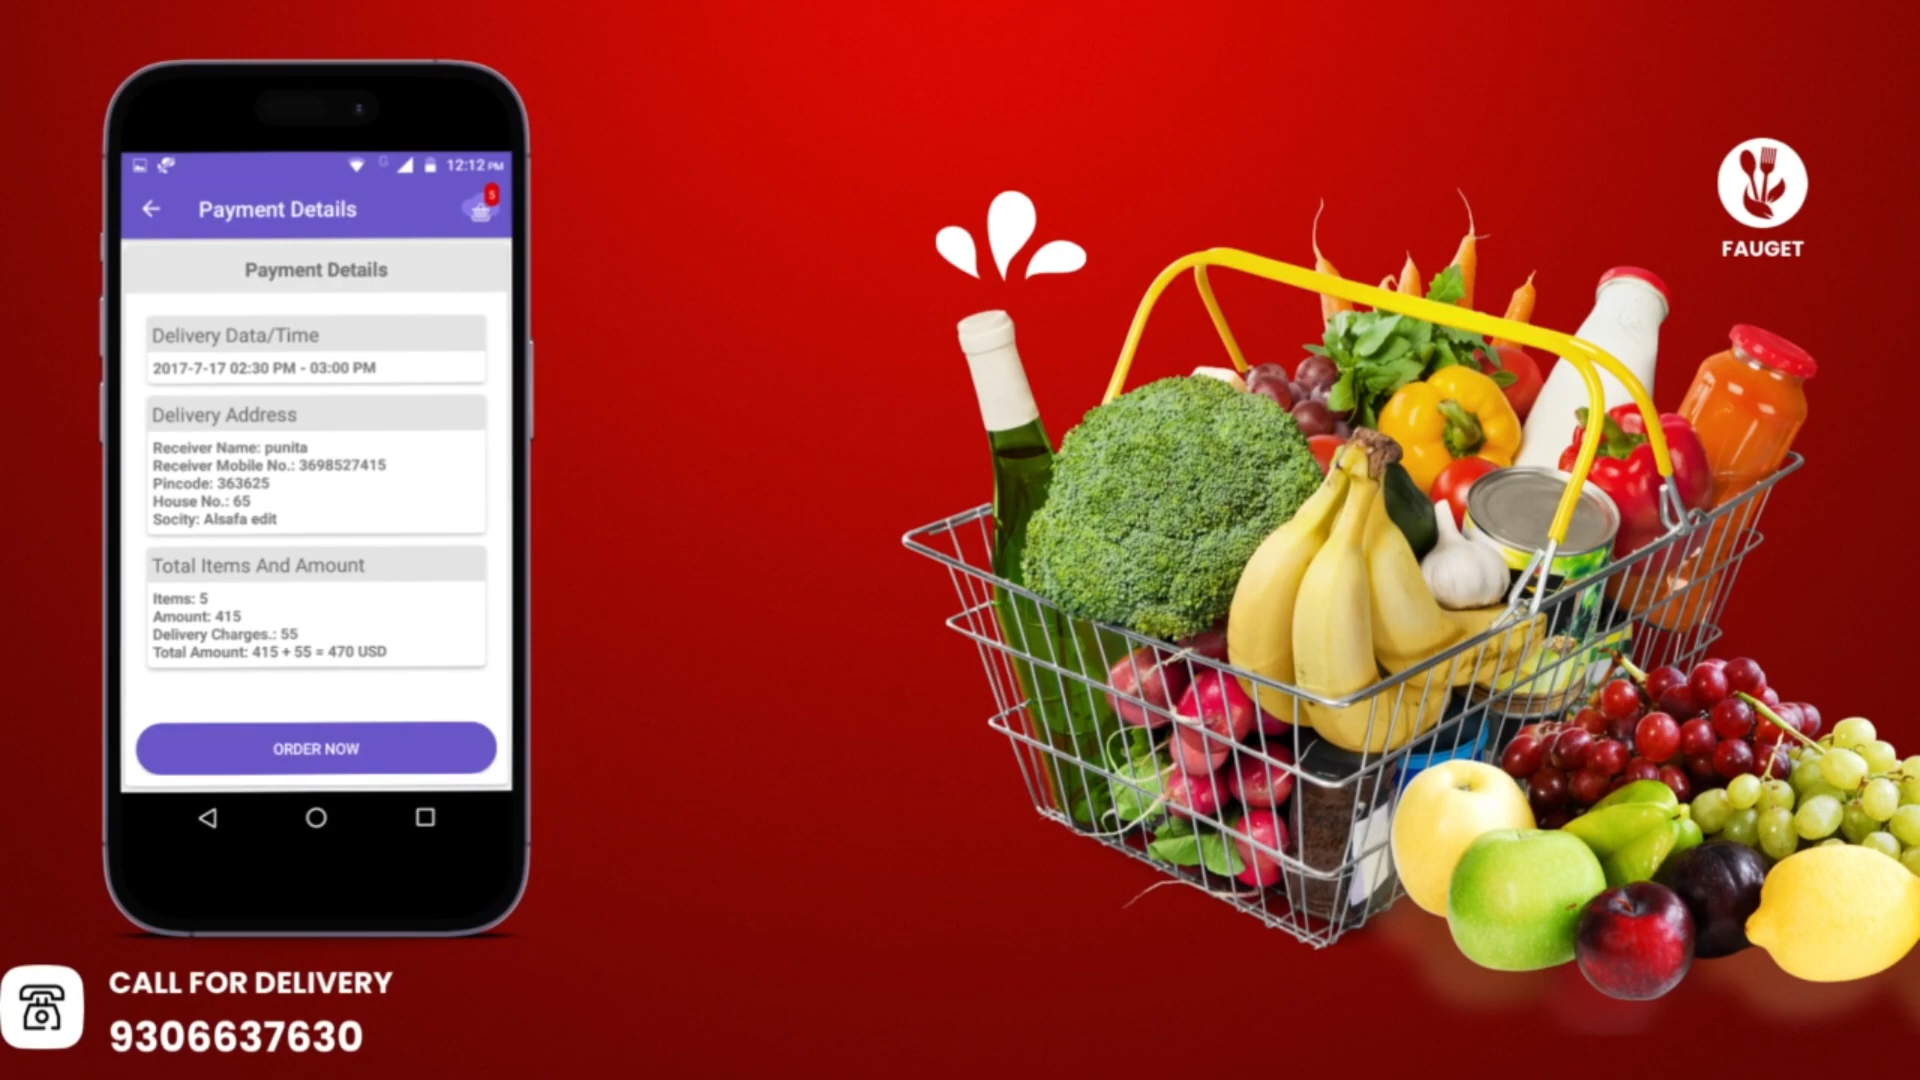 12:12 PM
Payment Details
5
Payment Details
Delivery Data/Time
2017-7-17 02:30 PM - 03:00 PM
Delivery Address
Receiver Name: punita
Receiver Mobile No.: 3698527415
Pincode: 363625
House No.: 65
Socity: Alsafa edit
Total Items And Amount
Items: 5
Amount: 415
Delivery Charges.: 55
Total Amount: 415 + 55 = 470 USD
ORDER NOW
CALL FOR DELIVERY
9306637630
FAUGET